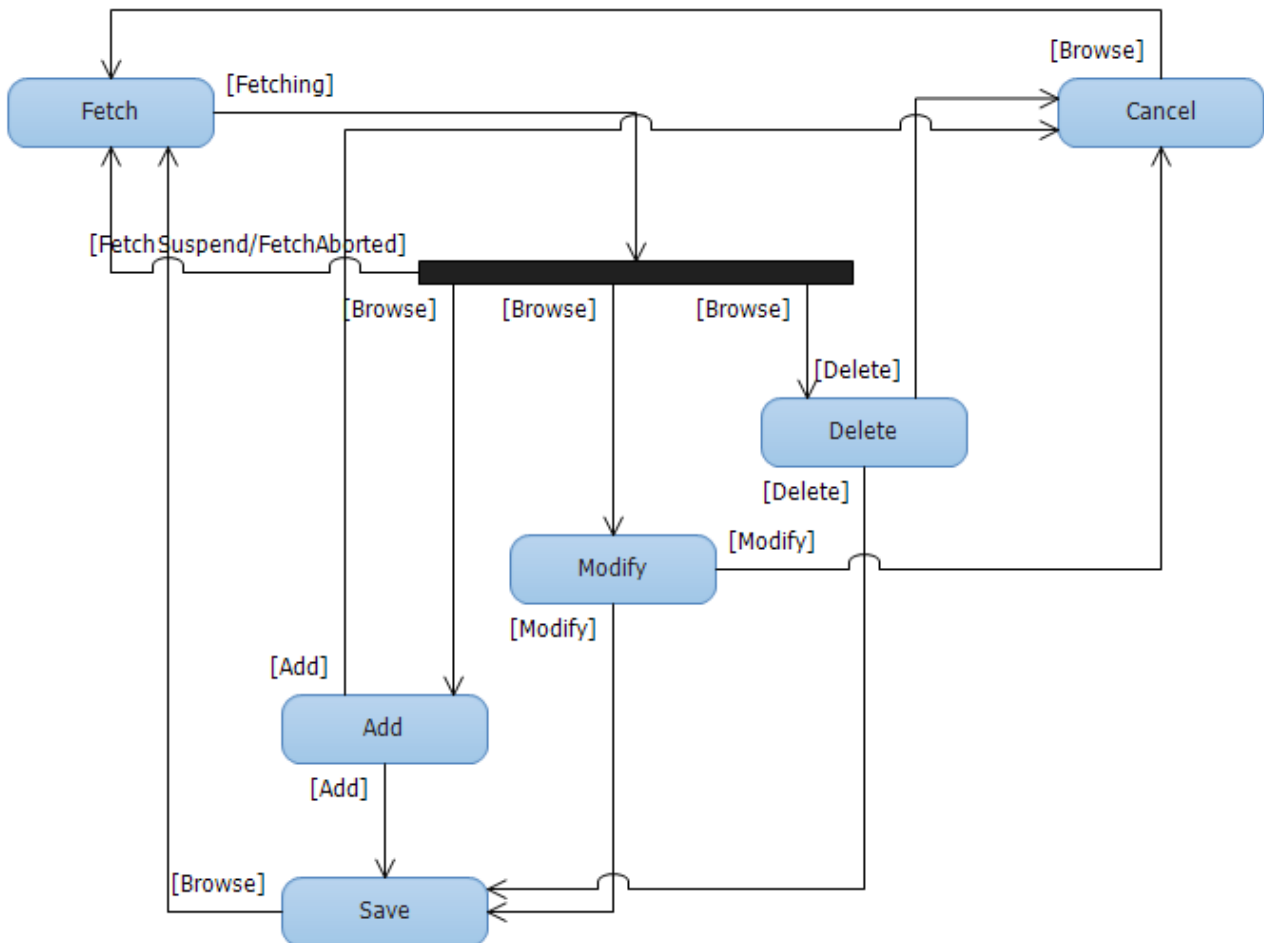 [Browse]
[Fetching]
Fetch
Cancel
[FetchSuspend/FetchAborted]
[Browse]
[Browse]
[Browse]
[Delete]
Delete
[Delete]
[Modify]
Modify
[Modify]
[Add]
Add
[Add]
[Browse]
Save